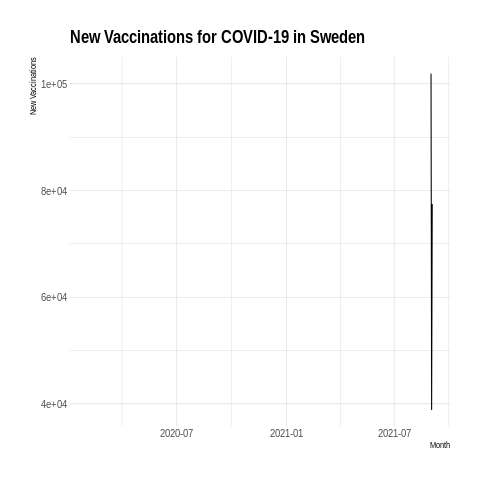 New Vaccinations for COVID-19 in Sweden
New Vaccinations
1e+05
8e+04
6e+04
4e+04
2020-07 2021-01 2021-07
Month